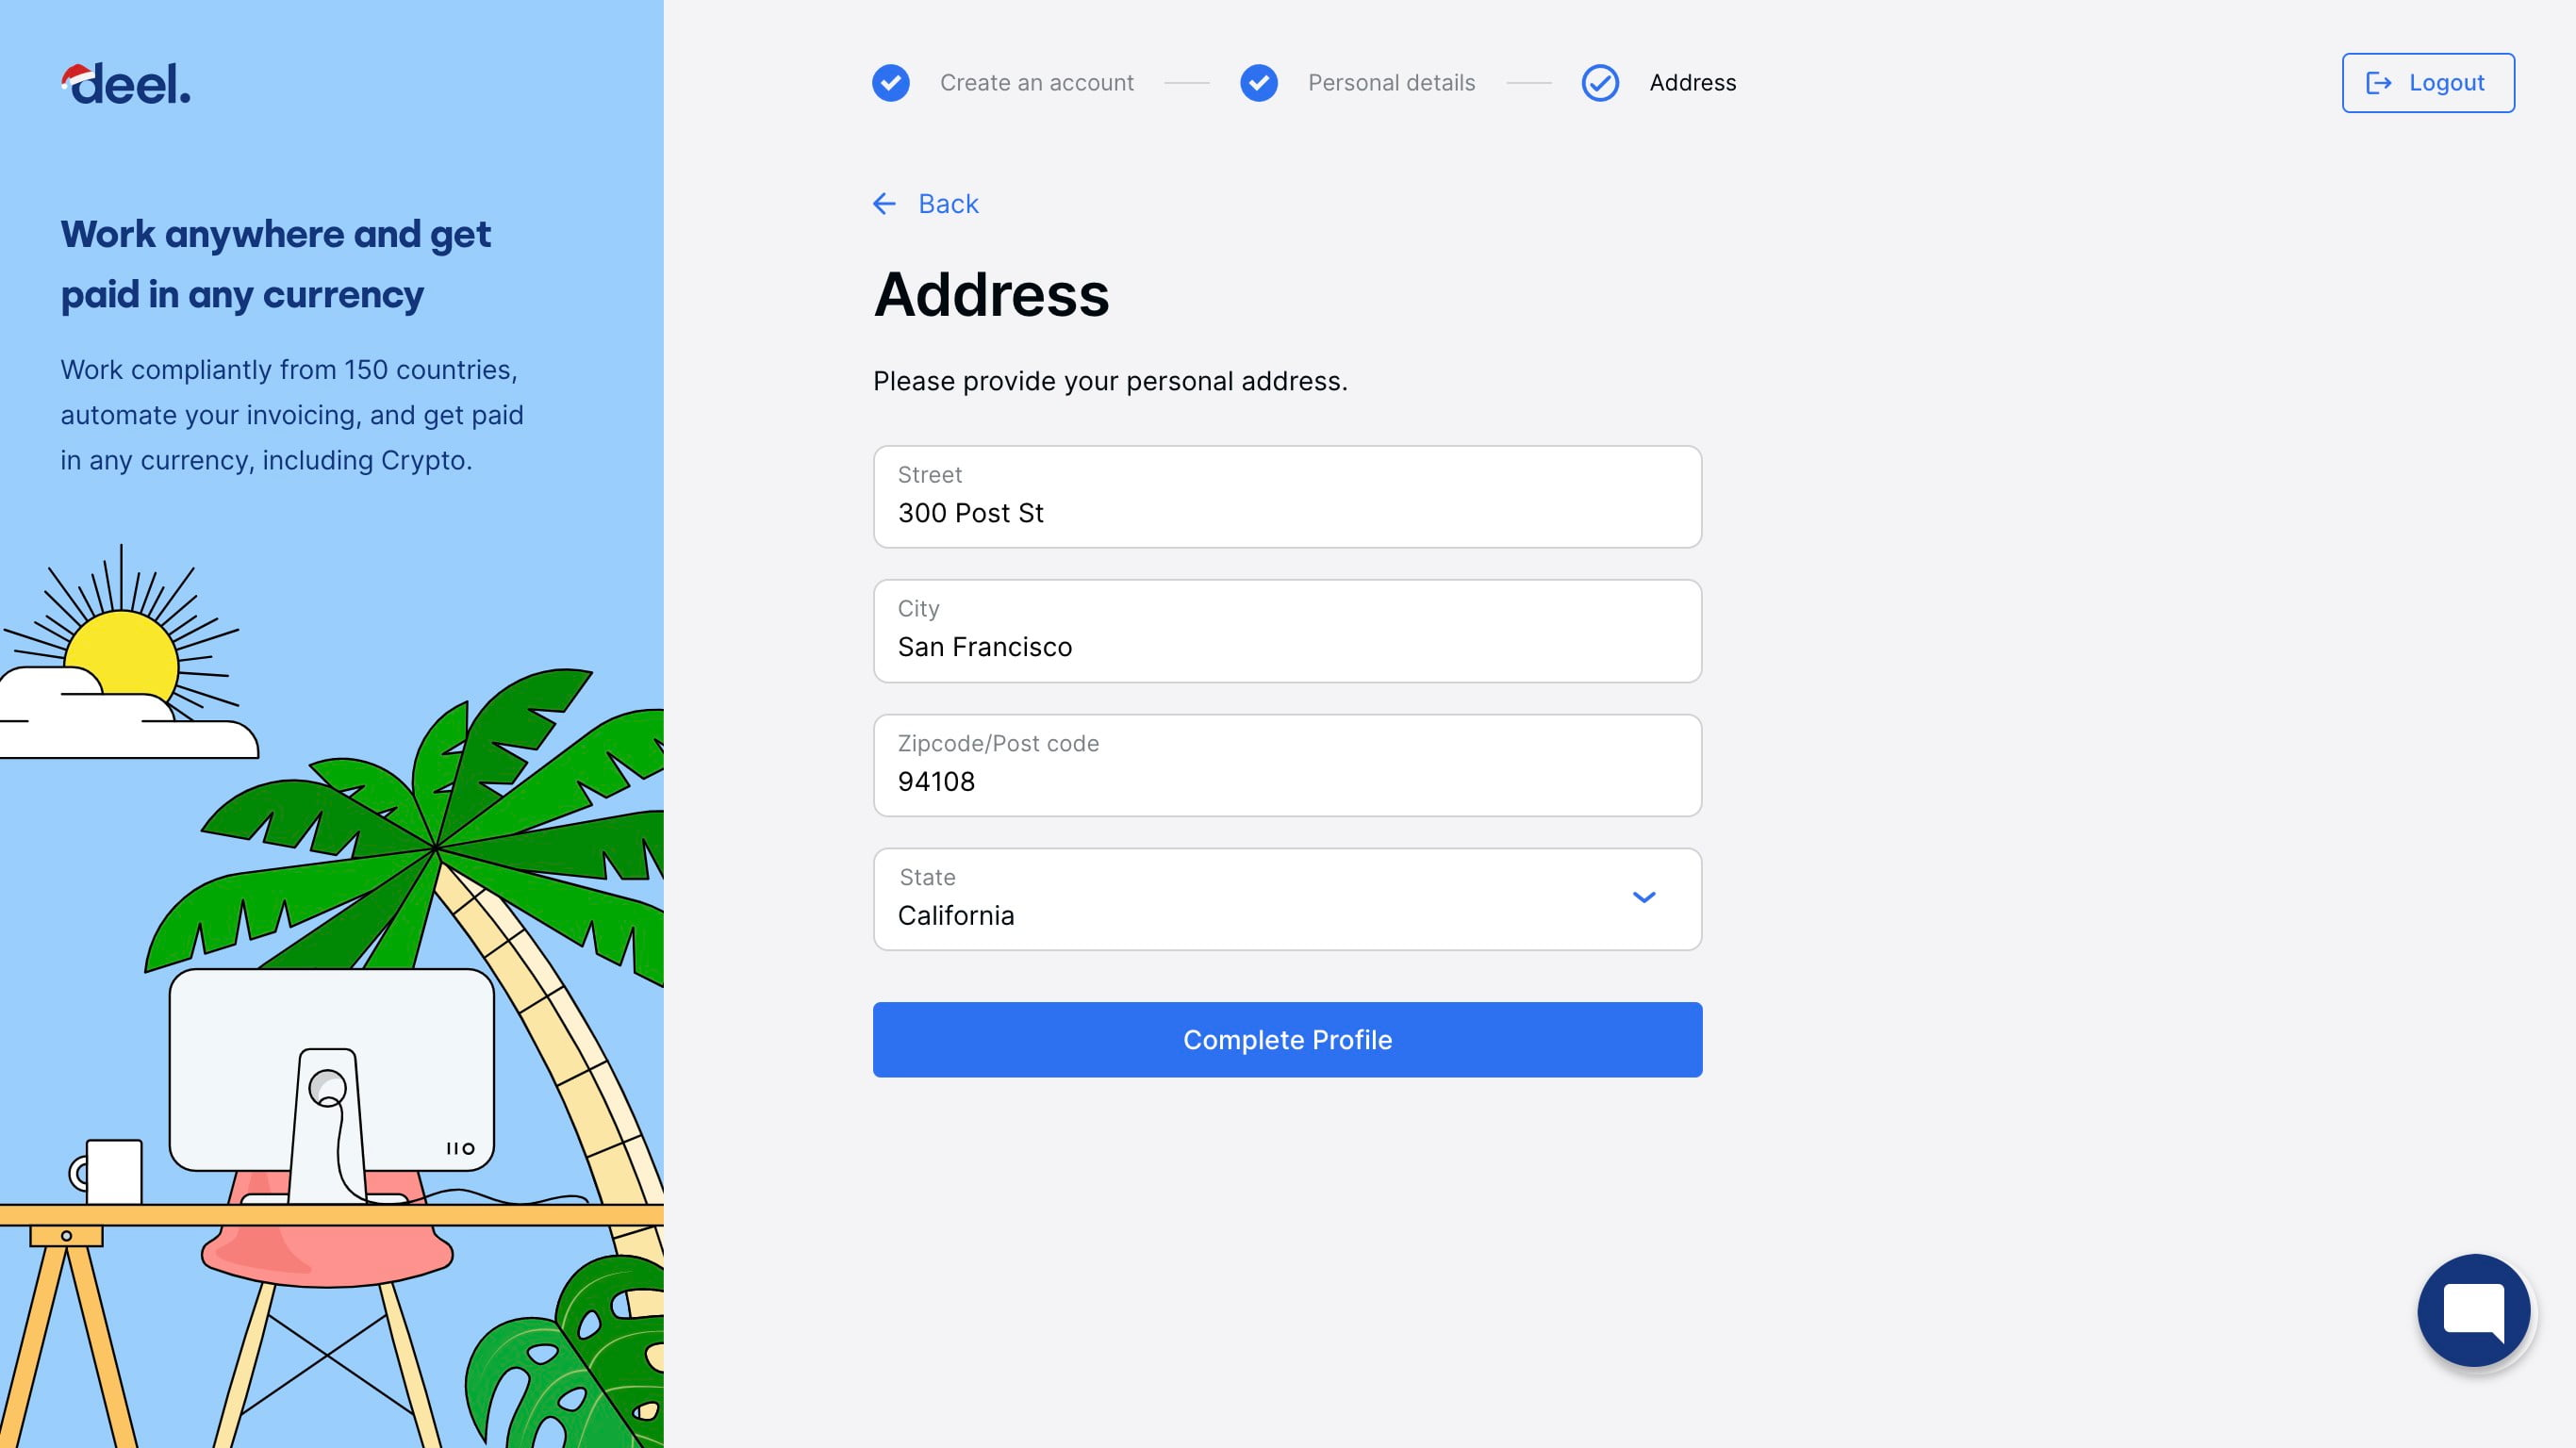 deel.
Work anywhere and get
paid in any currency
Work compliantly from 150 countries,
automate your invoicing, and get paid
in any currency, including Crypto.
Create an account
Personal details
Address
Logout
Back
Address
Please provide your personal address.
Street
300 Post St
City
San Francisco
Zipcode/Post code
94108
State
California
Complete Profile